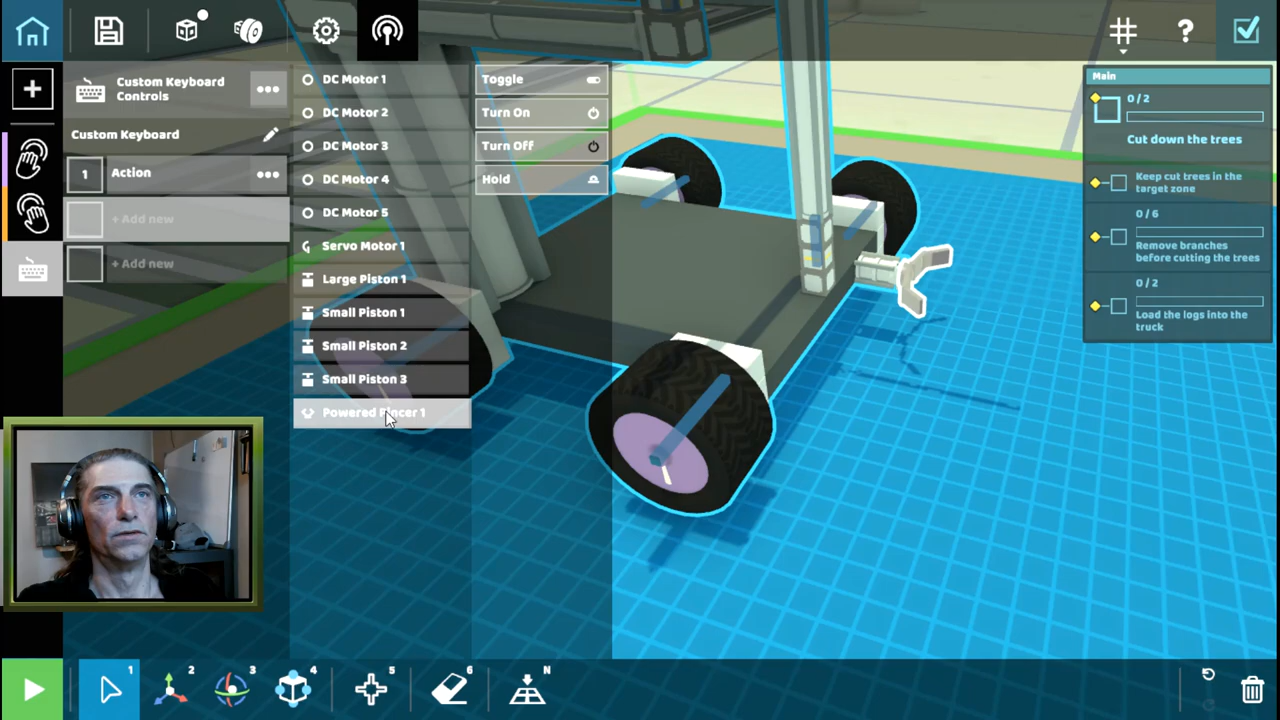 Custom Keyboard
Controls
Custom Keyboard
1
Action
+ Add new
+ Add new
DC Motor 1
DC Motor 2
DC Motor 3
DC Motor 4
DC Motor 5
Servo Motor 1
Large Piston 1
Small Piston 1
Small Piston 2
Small Piston 3
Powered Pincer 1
Toggle
Turn On
Turn Off
Hold
?
Main
0 / 2
Cut down the trees
Keep cut trees in the
target zone
0 / 6
Remove branches
before cutting the trees
0 / 2
Load the logs into the
truck
1
2
3
4
5
6
N